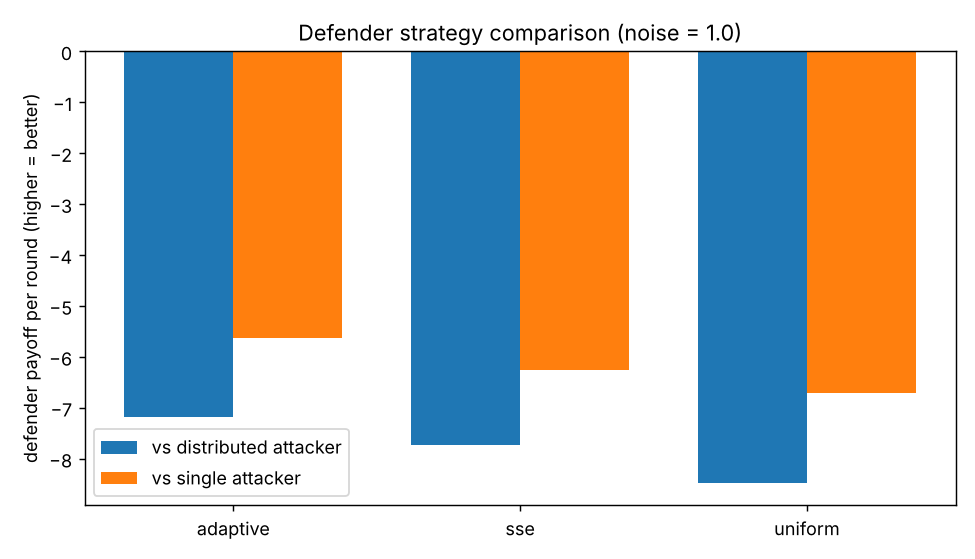 Defender strategy comparison (noise = 1.0)
defender payoff per round (higher = better)
0
−1
−2
−3
−4
−5
−6
−7
−8
vs distributed attacker
vs single attacker
adaptive
sse
uniform